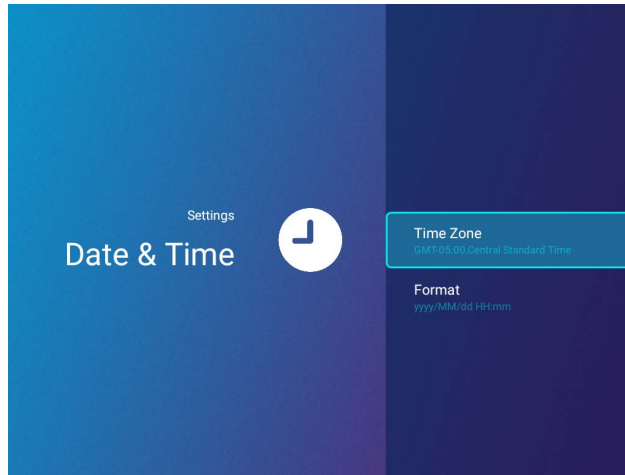 Settings
Date & Time
Time Zone
GMT-05:00,Central Standard Time
Format
yyyy/MM/dd HH:mm